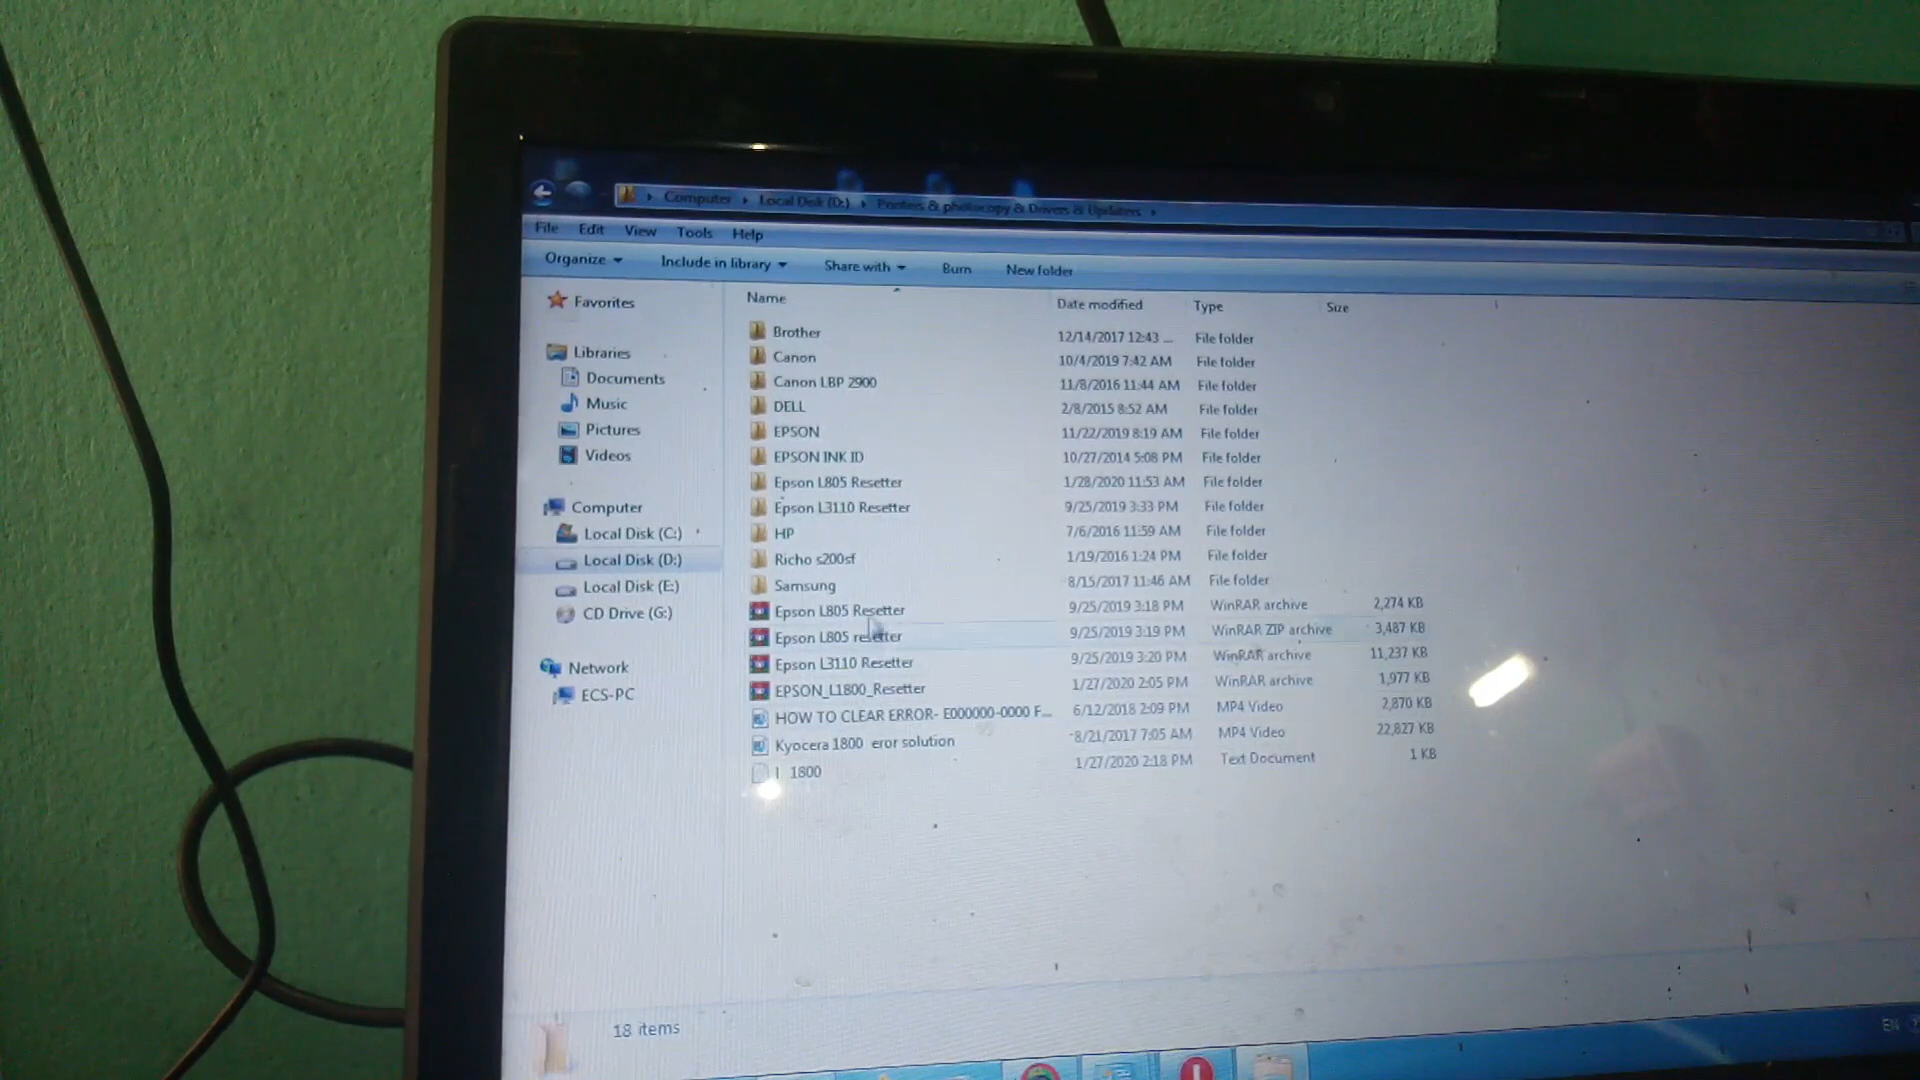 Computer ▸ Local Disk (D:) ▸ Printers & photocopy & Drivers & Updaters ▸
File Edit View Tools Help
Organize Include in library Share with Burn New folder
Favorites
Libraries
Documents
Music
Pictures
Videos
Computer
Local Disk (C:)
Local Disk (D:)
Local Disk (E:)
CD Drive (G:)
Network
ECS-PC
Name Date modified Type Size
Brother 12/14/2017 12:43 ... File folder
Canon 10/4/2019 7:42 AM File folder
Canon LBP 2900 11/8/2016 11:44 AM File folder
DELL 2/8/2015 8:52 AM File folder
EPSON 11/22/2019 8:19 AM File folder
EPSON INK ID 10/27/2014 5:08 PM File folder
Epson L805 Resetter 1/28/2020 11:53 AM File folder
Epson L3110 Resetter 9/25/2019 3:33 PM File folder
HP 7/6/2016 11:59 AM File folder
Richo s200sf 1/19/2016 1:24 PM File folder
Samsung 8/15/2017 11:46 AM File folder
Epson L805 Resetter 9/25/2019 3:18 PM WinRAR archive 2,274 KB
Epson L805 resetter 9/25/2019 3:19 PM WinRAR ZIP archive 3,487 KB
Epson L3110 Resetter 9/25/2019 3:20 PM WinRAR archive 11,237 KB
EPSON_L1800_Resetter 1/27/2020 2:05 PM WinRAR archive 1,977 KB
HOW TO CLEAR ERROR- E000000-0000 F... 6/12/2018 2:09 PM MP4 Video 2,870 KB
Kyocera 1800 eror solution 8/21/2017 7:05 AM MP4 Video 22,827 KB
1800 1/27/2020 2:18 PM Text Document 1 KB
18 items
EN